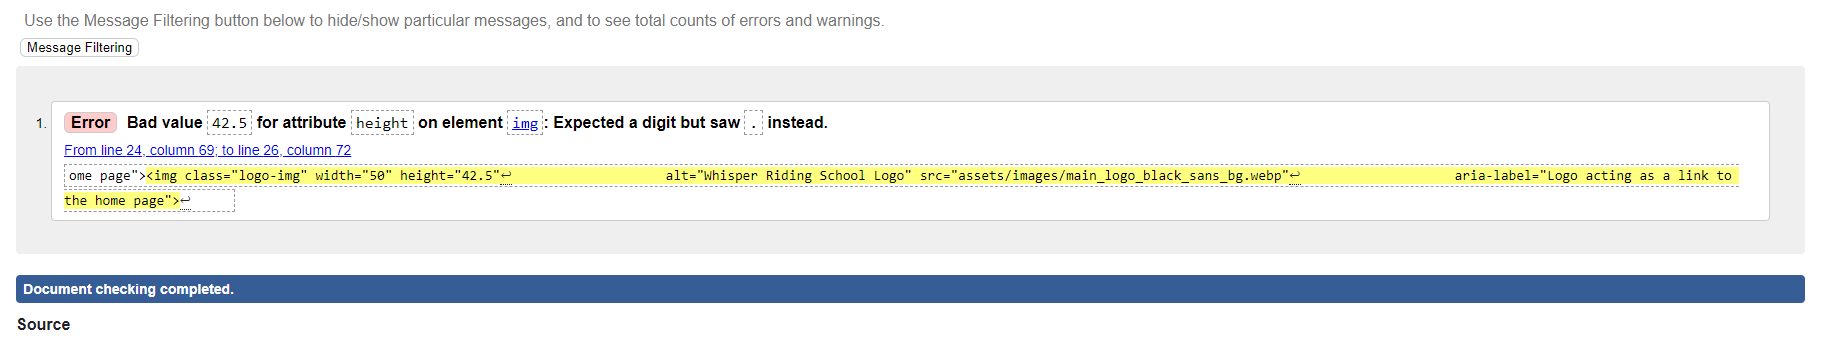 Use the Message Filtering button below to hide/show particular messages, and to see total counts of errors and warnings.
Message Filtering
1. Error Bad value 42.5 for attribute height on element img: Expected a digit but saw . instead.
From line 24, column 69; to line 26, column 72
ome page"><img class="logo-img" width="50" height="42.5"↩ alt="Whisper Riding School Logo" src="assets/images/main_logo_black_sans_bg.webp"↩ aria-label="Logo acting as a link to
the home page">↩
Document checking completed.
Source